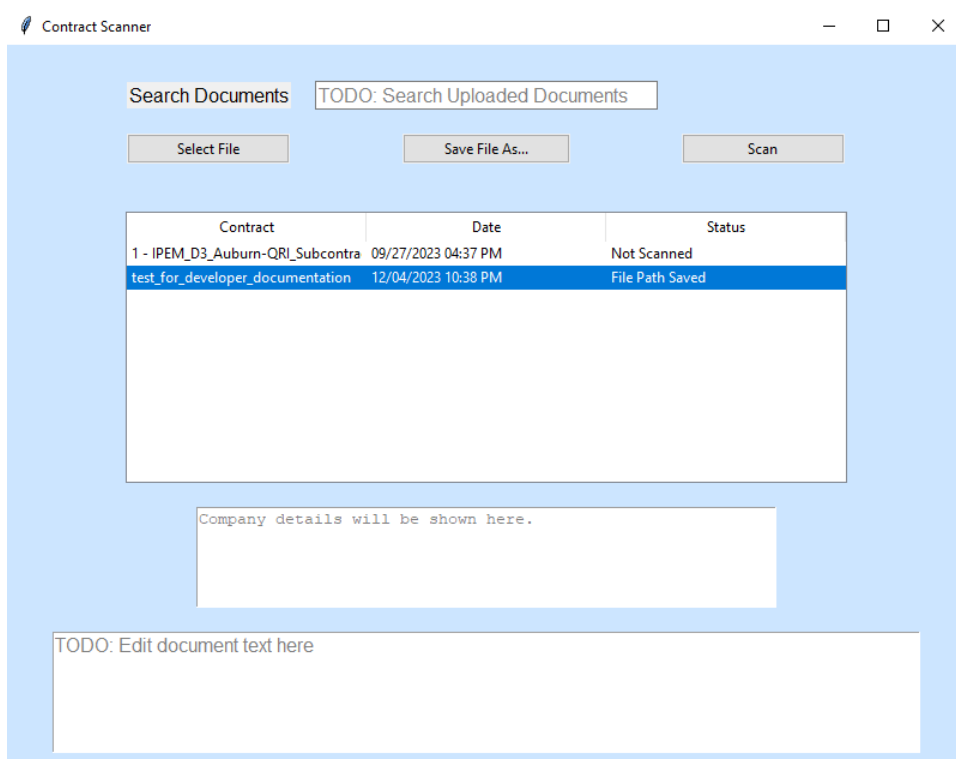 Contract Scanner
Search Documents TODO: Search Uploaded Documents
Select File Save File As... Scan
Contract Date Status
1 - IPEM_D3_Auburn-QRI_Subcontra 09/27/2023 04:37 PM Not Scanned
test_for_developer_documentation 12/04/2023 10:38 PM File Path Saved
Company details will be shown here.
TODO: Edit document text here